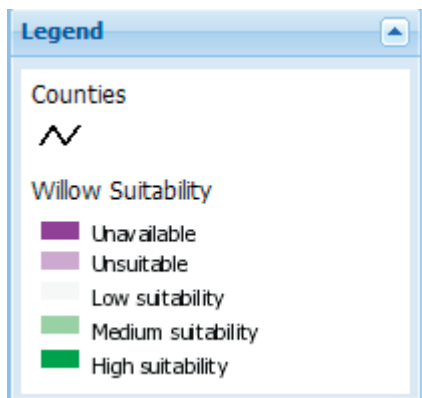 Legend
Counties
Willow Suitability
Unavailable
Unsuitable
Low suitability
Medium suitability
High suitability